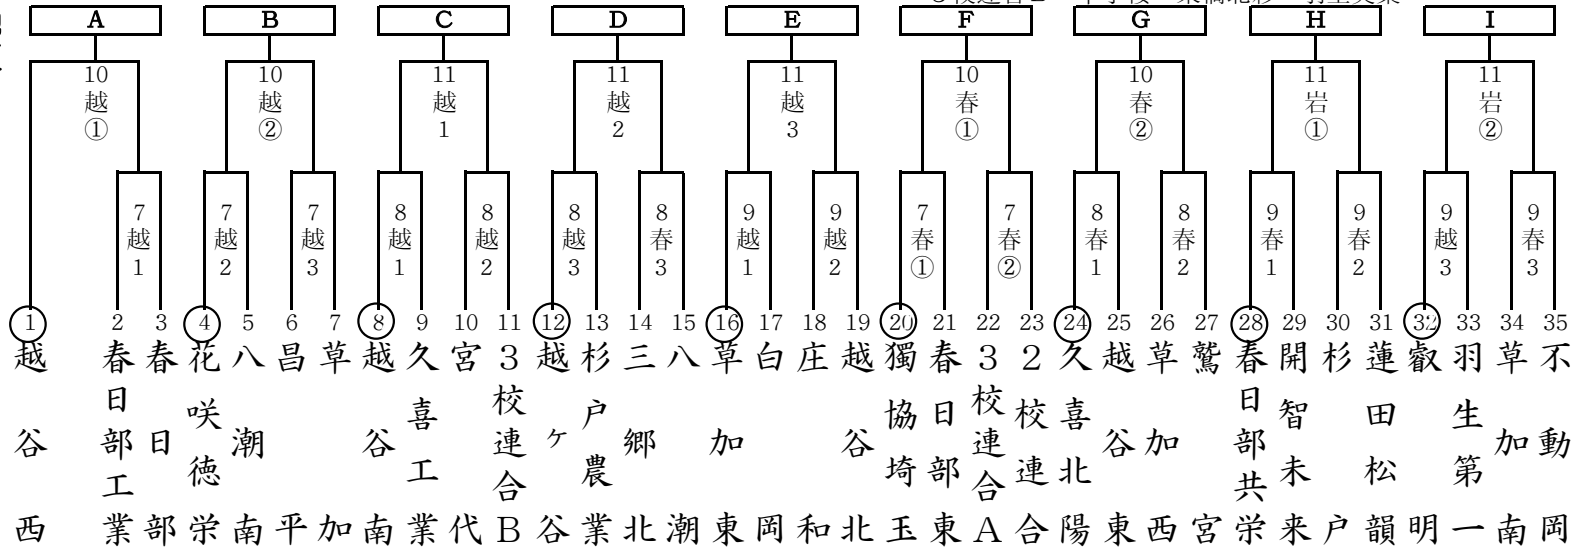 A B C D E F G H I
10 10 11 11 11 10 10 11 11
越 越 越 越 越 春 春 岩 岩
① ② 1 2 3 ① ② ① ②
7 7 7 8 8 8 8 9 9 7 7 8 8 9 9 9 9
越 越 越 越 越 越 春 越 越 春 春 春 春 春 春 越 春
1 2 3 1 2 3 3 1 2 ① ② 1 2 1 2 3 3
1 越谷西
2 春日部工業
3 春日部
4 花咲徳栄
5 八潮南
6 昌平
7 草加
8 越谷南
9 久喜工業
10 宮代
11 3校連合B
12 越ヶ谷
13 杉戸農業
14 三郷北
15 八潮
16 草加東
17 白岡
18 庄和
19 越谷北
20 獨協埼玉
21 春日部東
22 3校連合A
23 2校連合
24 久喜北陽
25 越谷東
26 草加西
27 鷲宮
28 春日部共栄
29 開智未来
30 杉戸
31 蓮田松韻
32 叡明
33 羽生第一
34 草加南
35 不動岡